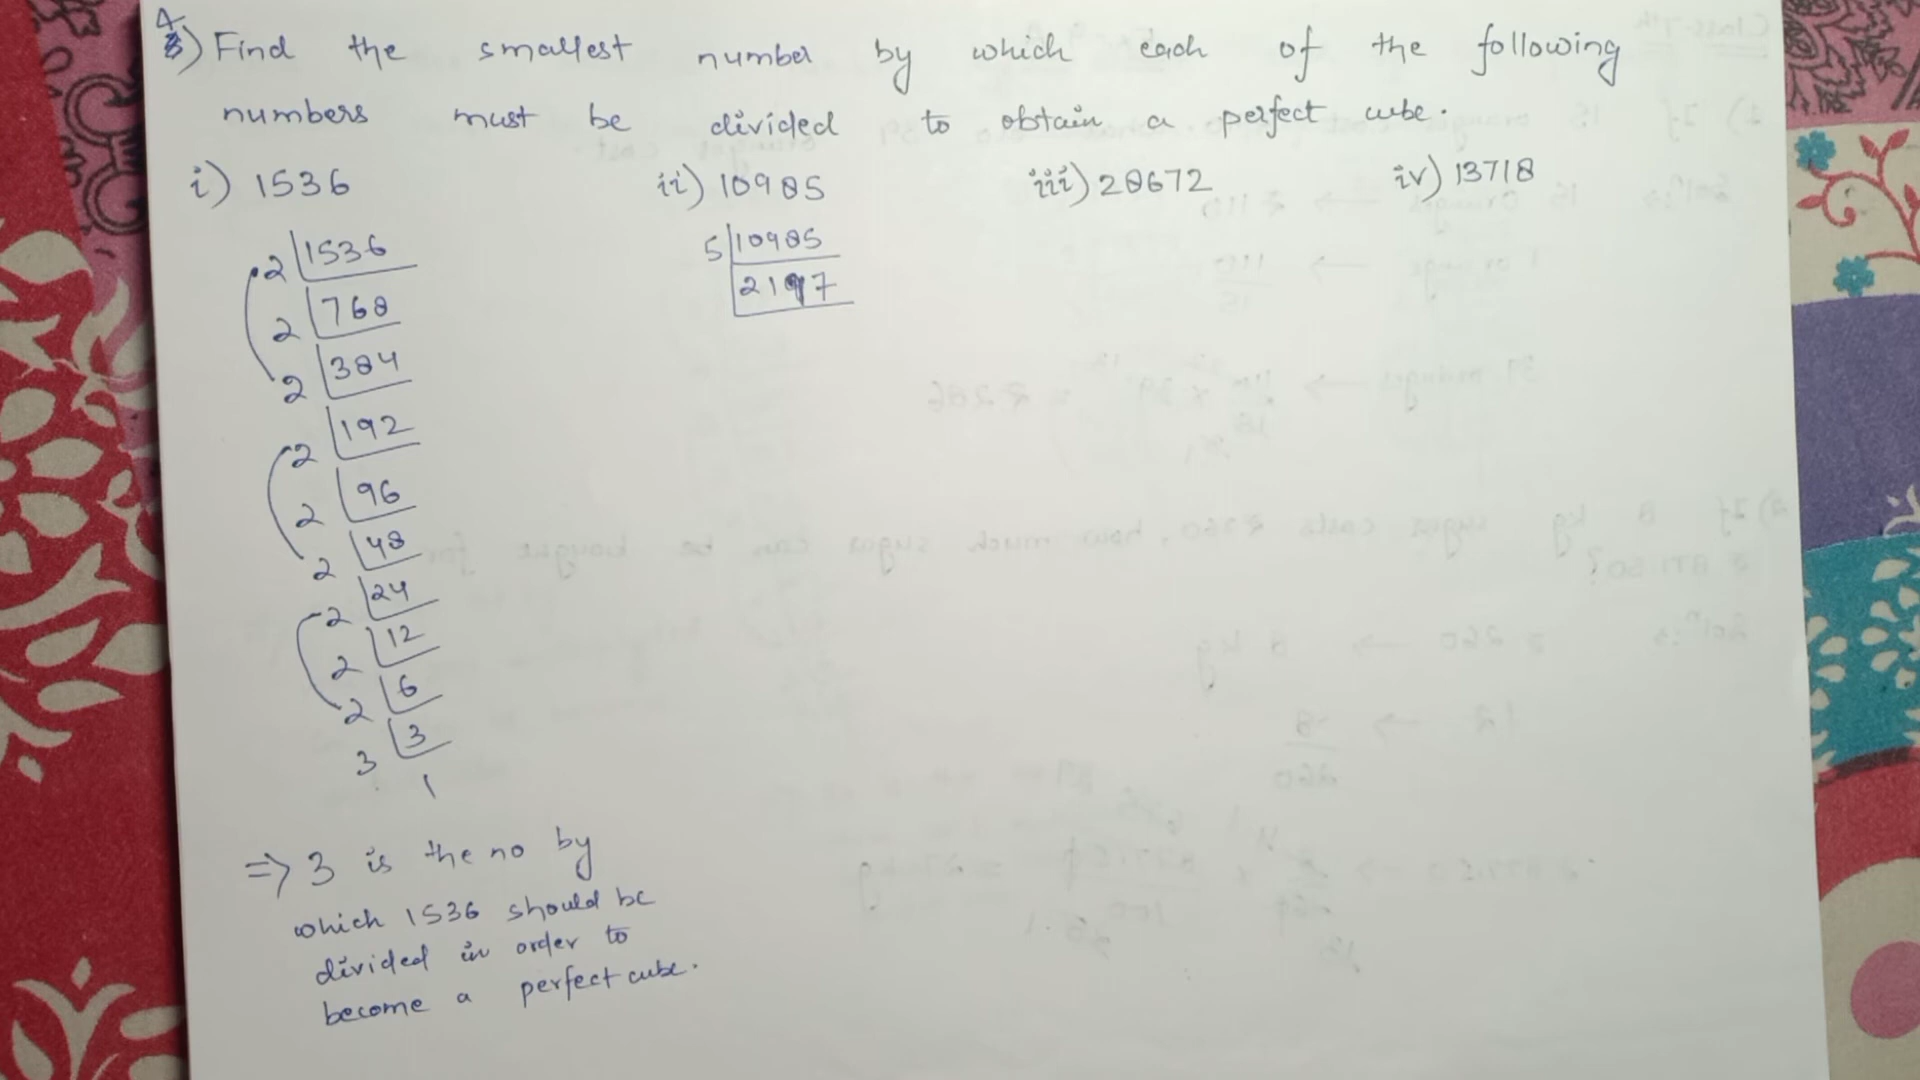 4) Find the smallest number by which each of the following
numbers must be divided to obtain a perfect cube.
i) 1536 ii) 10985 iii) 28672 iv) 13718
2 1536
2 768
2 384
2 192
2 96
2 48
2 24
2 12
2 6
3 3
1
5 10985
2197
=> 3 is the no by
which 1536 should be
divided in order to
become a perfect cube.